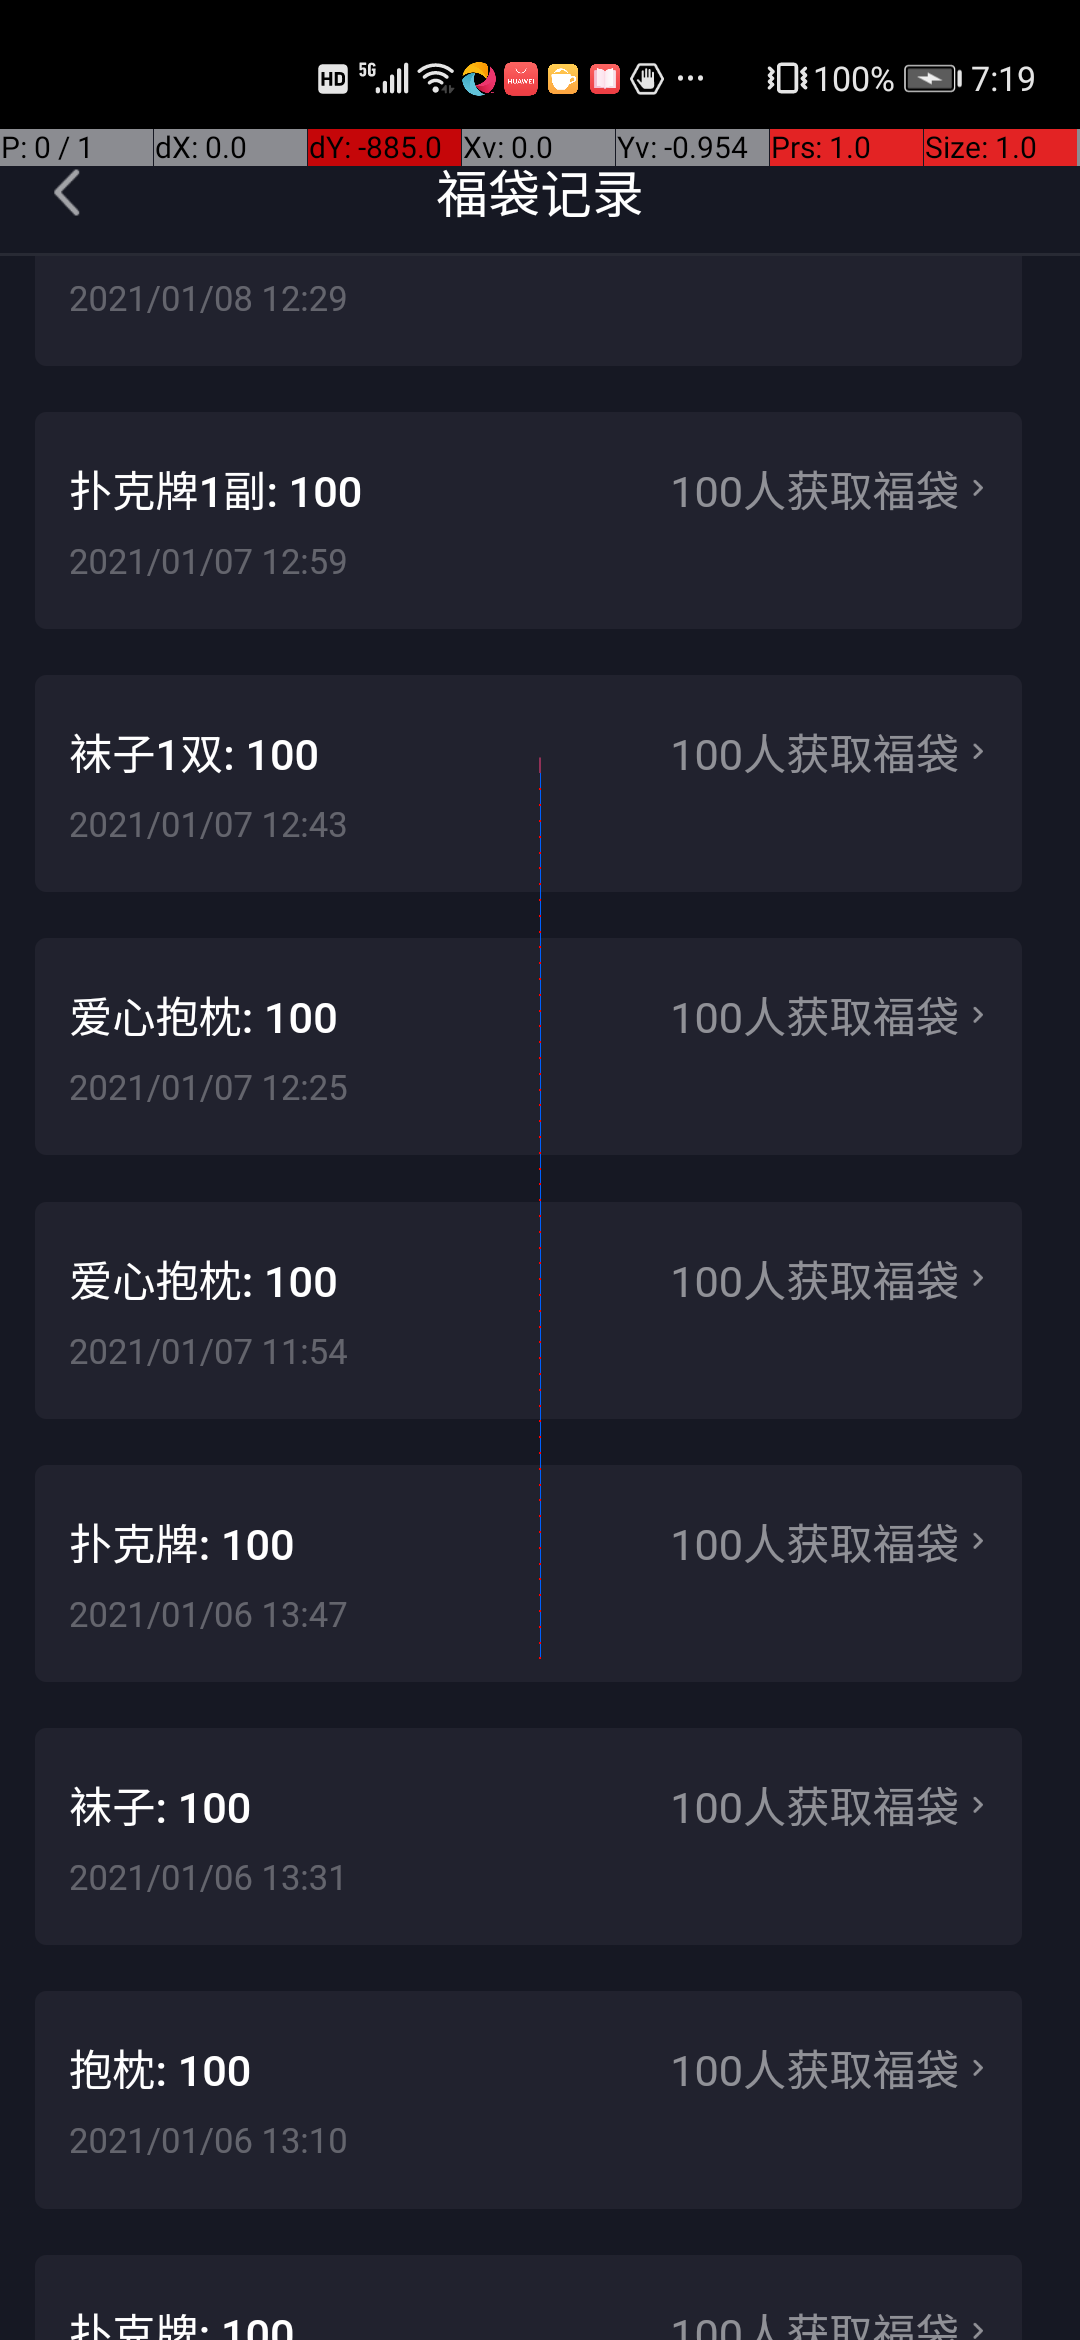 HD 5G HUAWEI 100% 7:19
P: 0 / 1 dX: 0.0 dY: -885.0 Xv: 0.0 Yv: -0.954 Prs: 1.0 Size: 1.0
福袋记录
2021/01/08 12:29
扑克牌1副: 100 100人获取福袋
2021/01/07 12:59
袜子1双: 100 100人获取福袋
2021/01/07 12:43
爱心抱枕: 100 100人获取福袋
2021/01/07 12:25
爱心抱枕: 100 100人获取福袋
2021/01/07 11:54
扑克牌: 100 100人获取福袋
2021/01/06 13:47
袜子: 100 100人获取福袋
2021/01/06 13:31
抱枕: 100 100人获取福袋
2021/01/06 13:10
扑克牌: 100 100人获取福袋